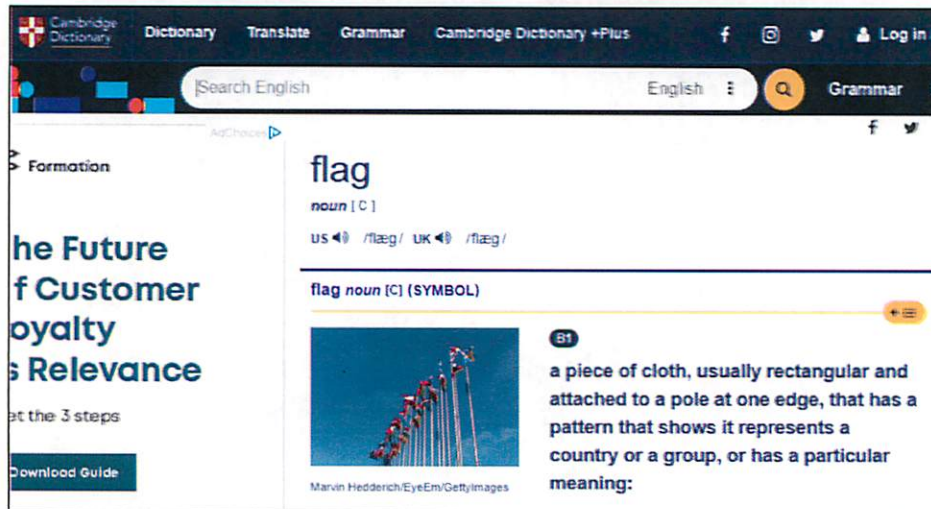 Cambridge
Dictionary
Dictionary Translate Grammar Cambridge Dictionary +Plus Log in
Search English English Grammar
AdChoices
Formation
flag
noun [ C ]
US /flæg/ UK /flæg/
he Future
f Customer
oyalty
s Relevance
et the 3 steps
Download Guide
flag noun [C] (SYMBOL)
B1
a piece of cloth, usually rectangular and
attached to a pole at one edge, that has a
pattern that shows it represents a
country or a group, or has a particular
meaning:
Marvin Hedderich/EyeEm/GettyImages